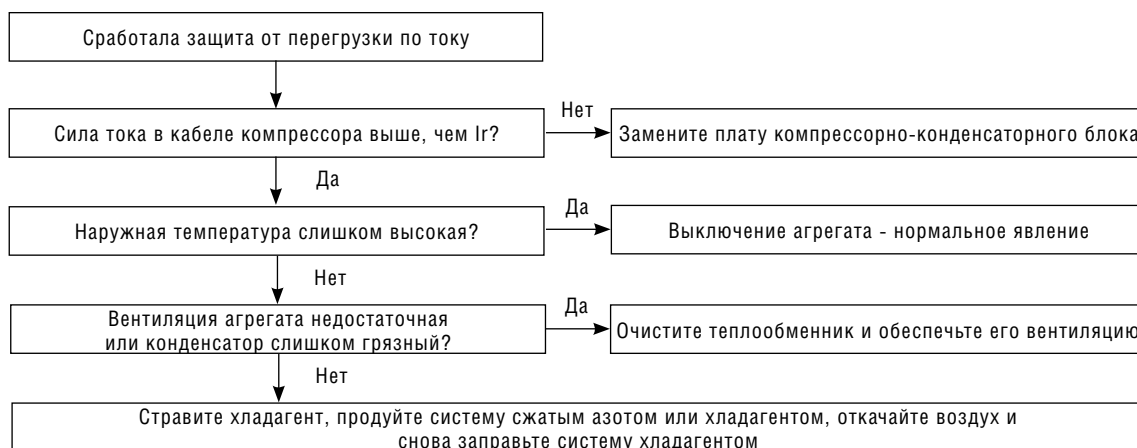 Сработала защита от перегрузки по току
Нет
Сила тока в кабеле компрессора выше, чем Ir?
Замените плату компрессорно-конденсаторного блока
Да
Да
Наружная температура слишком высокая?
Выключение агрегата - нормальное явление
Нет
Да
Вентиляция агрегата недостаточная
или конденсатор слишком грязный?
Очистите теплообменник и обеспечьте его вентиляцию
Нет
Стравите хладагент, продуйте систему сжатым азотом или хладагентом, откачайте воздух и
снова заправьте систему хладагентом